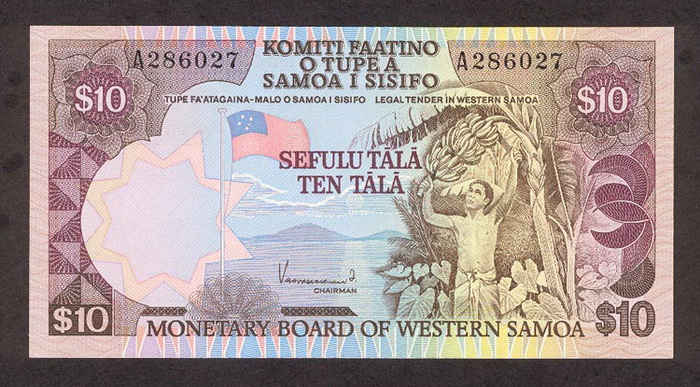 A286027
KOMITI FAATINO
O TUPE A
SAMOA I SISIFO
A286027
$10
$10
TUPE FA'ATAGAINA-MALO O SAMOA I SISIFO LEGAL TENDER IN WESTERN SAMOA
SEFULU TĀLĀ
TEN TĀLĀ
CHAIRMAN
$10
MONETARY BOARD OF WESTERN SAMOA
$10